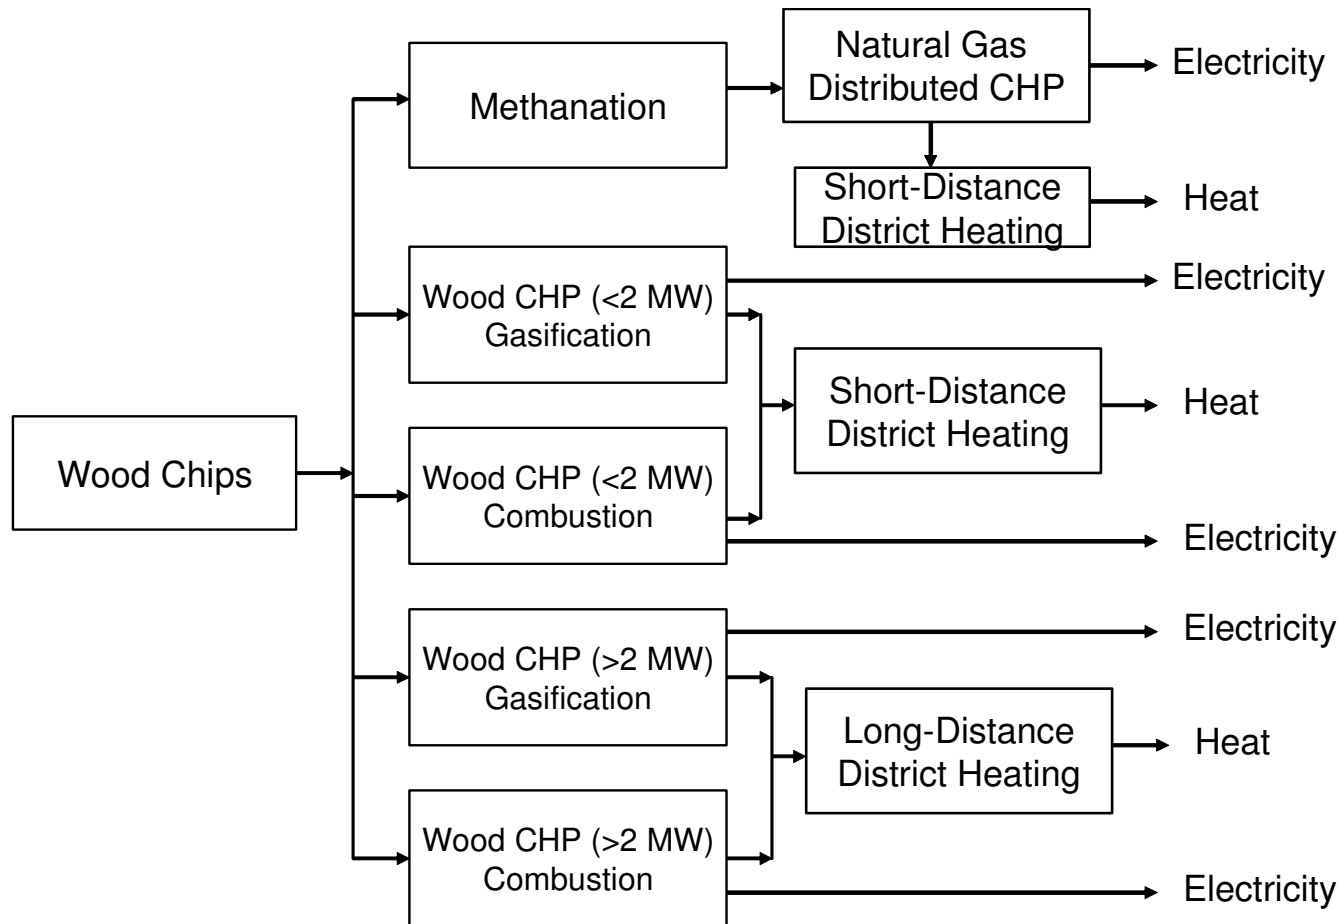 Methanation
Natural Gas
Distributed CHP
Electricity
Short-Distance
District Heating
Heat
Wood CHP (<2 MW)
Gasification
Electricity
Short-Distance
District Heating
Heat
Wood Chips
Wood CHP (<2 MW)
Combustion
Electricity
Wood CHP (>2 MW)
Gasification
Electricity
Long-Distance
District Heating
Heat
Wood CHP (>2 MW)
Combustion
Electricity